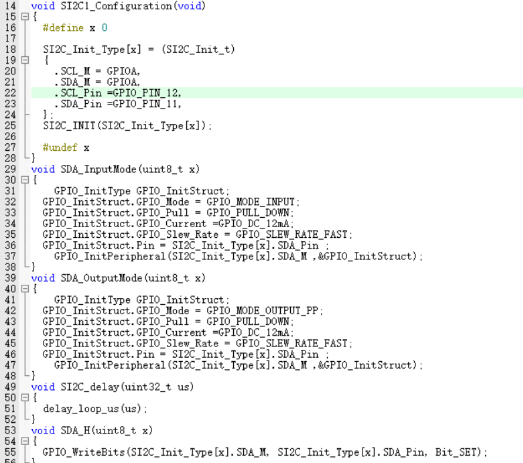 14 void SI2C1_Configuration(void)
15 {
16 #define x 0
17
18 SI2C_Init_Type[x] = (SI2C_Init_t)
19 {
20 .SCL_M = GPIOA,
21 .SDA_M = GPIOA,
22 .SCL_Pin =GPIO_PIN_12,
23 .SDA_Pin =GPIO_PIN_11,
24 };
25 SI2C_INIT(SI2C_Init_Type[x]);
26
27 #undef x
28 }
29 void SDA_InputMode(uint8_t x)
30 {
31 GPIO_InitType GPIO_InitStruct;
32 GPIO_InitStruct.GPIO_Mode = GPIO_MODE_INPUT;
33 GPIO_InitStruct.GPIO_Pull = GPIO_PULL_DOWN;
34 GPIO_InitStruct.GPIO_Current =GPIO_DC_12mA;
35 GPIO_InitStruct.GPIO_Slew_Rate = GPIO_SLEW_RATE_FAST;
36 GPIO_InitStruct.Pin = SI2C_Init_Type[x].SDA_Pin ;
37 GPIO_InitPeripheral(SI2C_Init_Type[x].SDA_M ,&GPIO_InitStruct);
38 }
39 void SDA_OutputMode(uint8_t x)
40 {
41 GPIO_InitType GPIO_InitStruct;
42 GPIO_InitStruct.GPIO_Mode = GPIO_MODE_OUTPUT_PP;
43 GPIO_InitStruct.GPIO_Pull = GPIO_PULL_DOWN;
44 GPIO_InitStruct.GPIO_Current =GPIO_DC_12mA;
45 GPIO_InitStruct.GPIO_Slew_Rate = GPIO_SLEW_RATE_FAST;
46 GPIO_InitStruct.Pin = SI2C_Init_Type[x].SDA_Pin ;
47 GPIO_InitPeripheral(SI2C_Init_Type[x].SDA_M ,&GPIO_InitStruct);
48 }
49 void SI2C_delay(uint32_t us)
50 {
51 delay_loop_us(us);
52 }
53 void SDA_H(uint8_t x)
54 {
55 GPIO_WriteBits(SI2C_Init_Type[x].SDA_M, SI2C_Init_Type[x].SDA_Pin, Bit_SET);